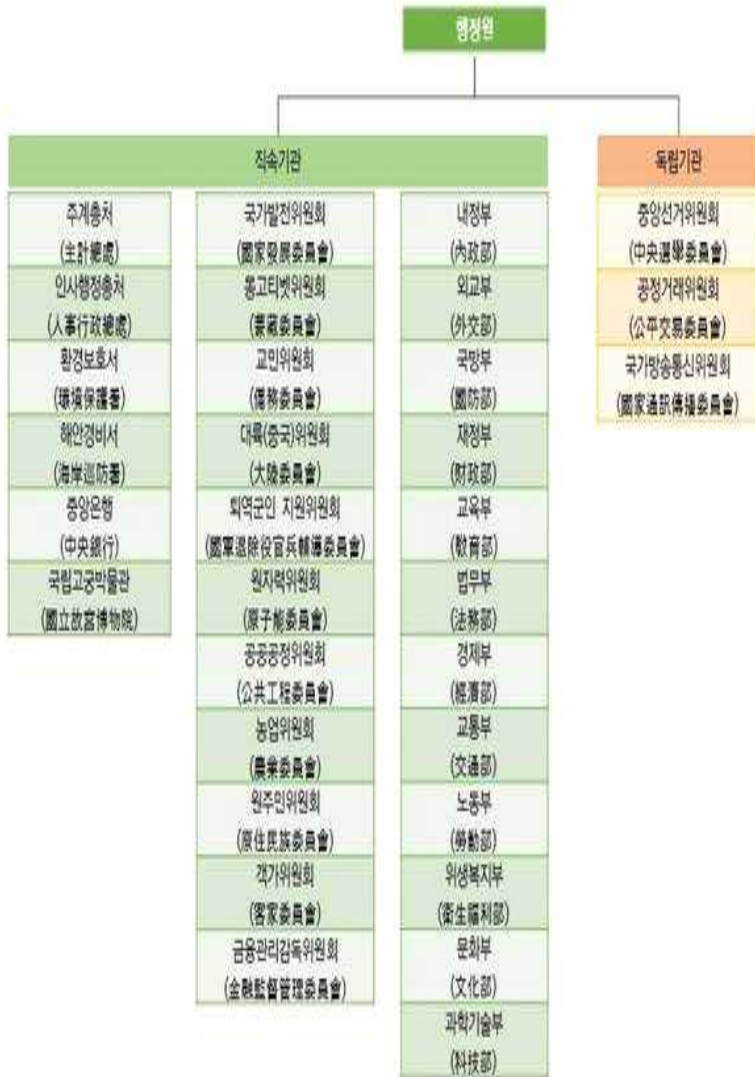 행정원
직속기관
주계총처
(主計總處)
인사행정총처
(人事行政總處)
환경보호서
(環境保護署)
해안경비서
(海岸巡防署)
중앙은행
(中央銀行)
국립고궁박물관
(國立故宮博物院)
국가발전위원회
(國家發展委員會)
몽고티벳위원회
(蒙藏委員會)
교민위원회
(僑務委員會)
대륙(중국)위원회
(大陸委員會)
퇴역군인 지원위원회
(國軍退除役官兵輔導委員會)
원자력위원회
(原子能委員會)
공공공정위원회
(公共工程委員會)
농업위원회
(農業委員會)
원주민위원회
(原住民族委員會)
객가위원회
(客家委員會)
금융관리감독위원회
(金融監督管理委員會)
내정부
(內政部)
외교부
(外交部)
국방부
(國防部)
재정부
(財政部)
교육부
(敎育部)
법무부
(法務部)
경제부
(經濟部)
교통부
(交通部)
노동부
(勞動部)
위생복지부
(衛生福利部)
문화부
(文化部)
과학기술부
(科技部)
독립기관
중앙선거위원회
(中央選擧委員會)
공정거래위원회
(公平交易委員會)
국가방송통신위원회
(國家通訊傳播委員會)